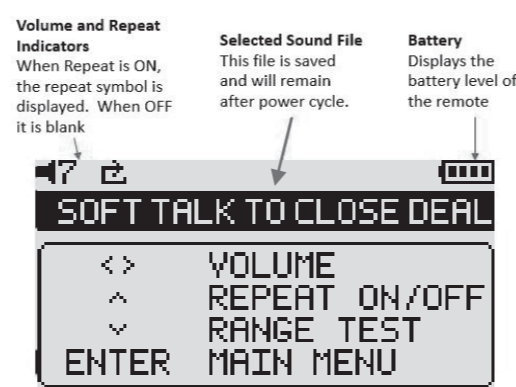 Volume and Repeat
Indicators
When Repeat is ON,
the repeat symbol is
displayed. When OFF
it is blank
Selected Sound File
This file is saved
and will remain
after power cycle.
Battery
Displays the
battery level of
the remote
7
SOFT TALK TO CLOSE DEAL
< > VOLUME
^ REPEAT ON/OFF
⌄ RANGE TEST
ENTER MAIN MENU